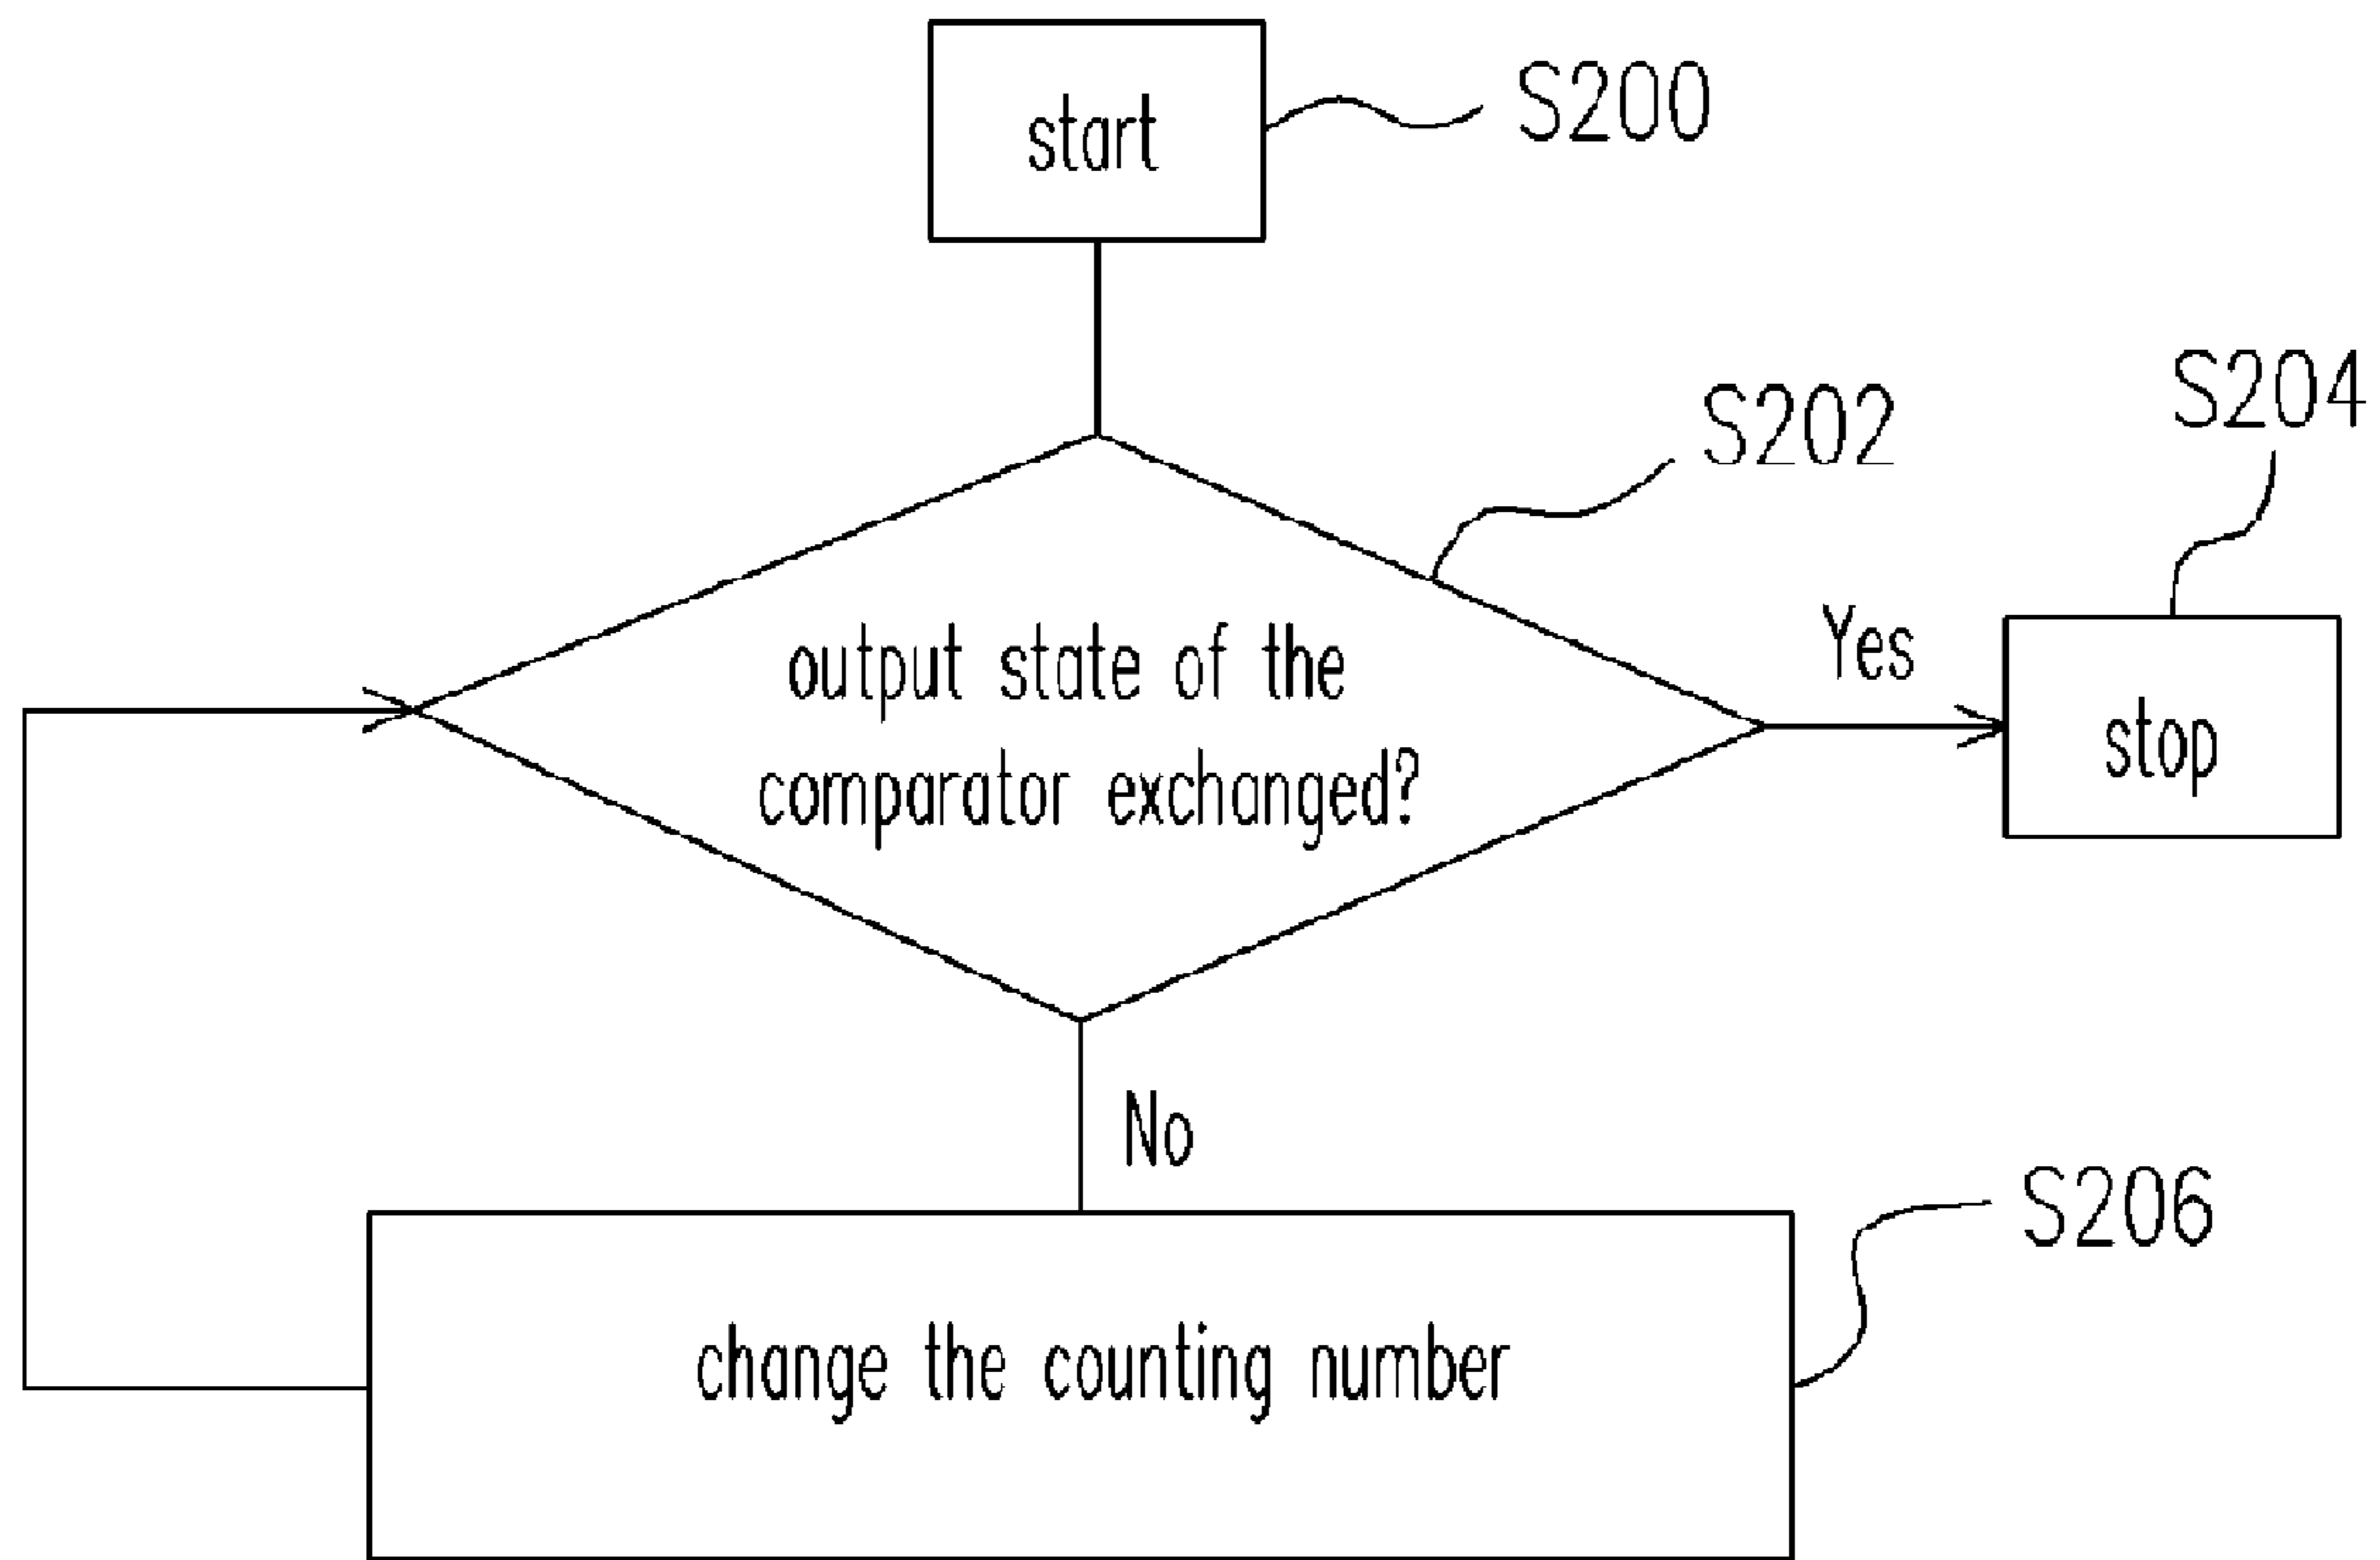 start
S200
S202
S204
output state of the
comparator exchanged?
Yes
stop
No
S206
change the counting number